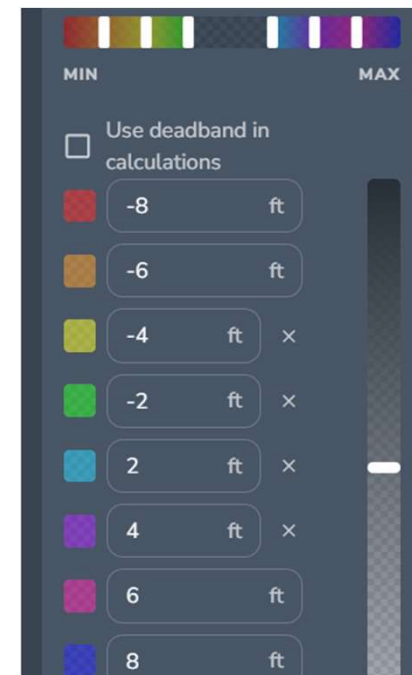 MIN MAX
Use deadband in
calculations
-8 ft
-6 ft
-4 ft ×
-2 ft ×
2 ft ×
4 ft ×
6 ft
8 ft